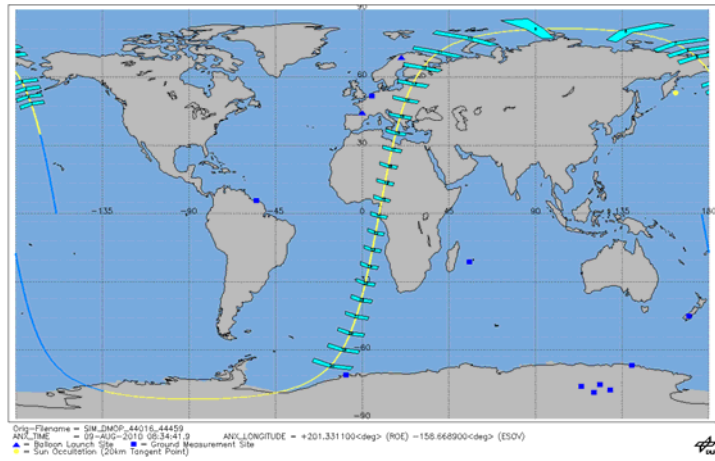 90
60
30
-135 -90 -45 0 45 90 135 180
-30
-60
-90
Orig-Filename = SIM_DMOP_44016_44459
ANX_TIME = 09-AUG-2010 08:34:41.9 ANX_LONGITUDE = +201.331100<deg> (ROE) -158.668900<deg> (ESOV)
= Balloon Launch Site = Ground Measurement Site
= Sun Occultation (20km Tangent Point)
DLR